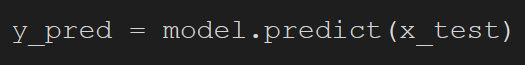 y_pred = model.predict(x_test)